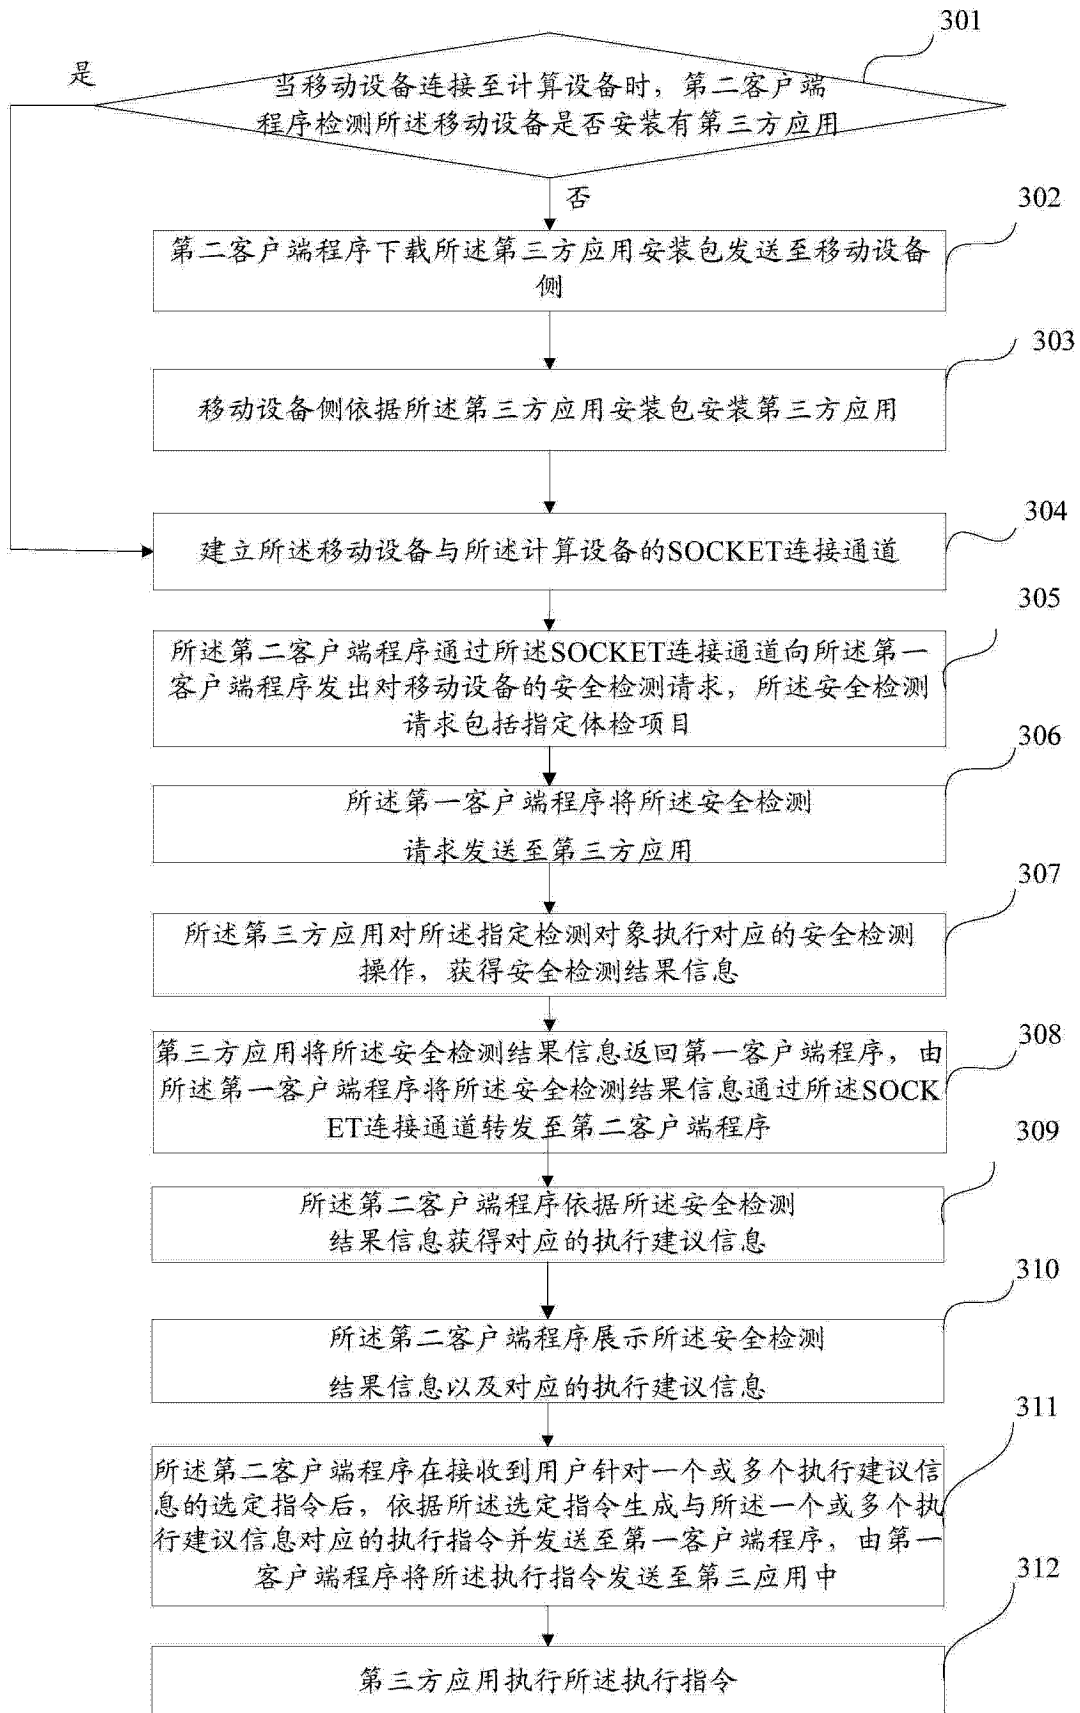 301
是
当移动设备连接至计算设备时，第二客户端
程序检测所述移动设备是否安装有第三方应用
否
302
第二客户端程序下载所述第三方应用安装包发送至移动设备
侧
303
移动设备侧依据所述第三方应用安装包安装第三方应用
304
建立所述移动设备与所述计算设备的SOCKET连接通道
305
所述第二客户端程序通过所述SOCKET连接通道向所述第一
客户端程序发出对移动设备的安全检测请求，所述安全检测
请求包括指定体检项目
306
所述第一客户端程序将所述安全检测
请求发送至第三方应用
307
所述第三方应用对所述指定检测对象执行对应的安全检测
操作，获得安全检测结果信息
308
第三方应用将所述安全检测结果信息返回第一客户端程序，由
所述第一客户端程序将所述安全检测结果信息通过所述SOCK
ET连接通道转发至第二客户端程序
309
所述第二客户端程序依据所述安全检测
结果信息获得对应的执行建议信息
310
所述第二客户端程序展示所述安全检测
结果信息以及对应的执行建议信息
311
所述第二客户端程序在接收到用户针对一个或多个执行建议信
息的选定指令后，依据所述选定指令生成与所述一个或多个执
行建议信息对应的执行指令并发送至第一客户端程序，由第一
客户端程序将所述执行指令发送至第三应用中
312
第三方应用执行所述执行指令